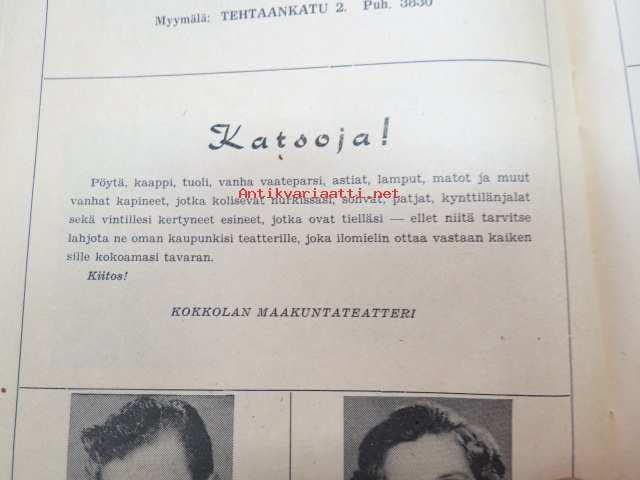 Myymälä: TEHTAANKATU 2. Puh. 3830
Katsoja!
Pöytä, kaappi, tuoli, vanha vaateparsi, astiat, lamput, matot ja muut
Antikvariaatti.net
vanhat kapineet, jotka kolisevat nurkissasi, sohvat, patjat, kynttilänjalat
sekä vintillesi kertyneet esineet, jotka ovat tielläsi — ellet niitä tarvitse
lahjota ne oman kaupunkisi teatterille, joka ilomielin ottaa vastaan kaiken
sille kokoamasi tavaran.
Kiitos!
KOKKOLAN MAAKUNTATEATTERI